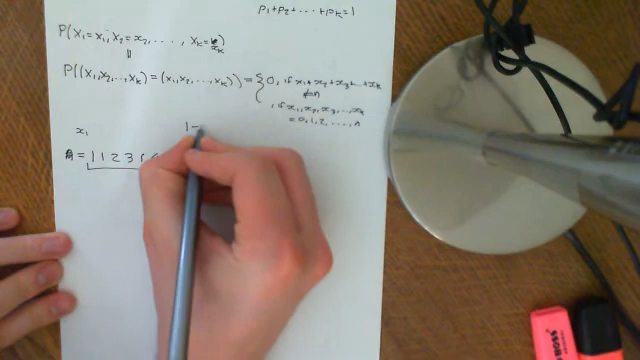 p₁+p₂+ ··· +pₖ=1
P(X₁=x₁, X₂=x₂, ···, Xₖ=xₖ)
=
P((X₁,X₂,..,Xₖ)=(x₁,x₂,...,xₖ)) = { 0, if x₁+x₂+x₃...+xₖ
≠n
, if x₁,x₂,x₃,...,xₖ
=0,1,2,....,n
x₁
1-
= 1 1 2 3
BOSS